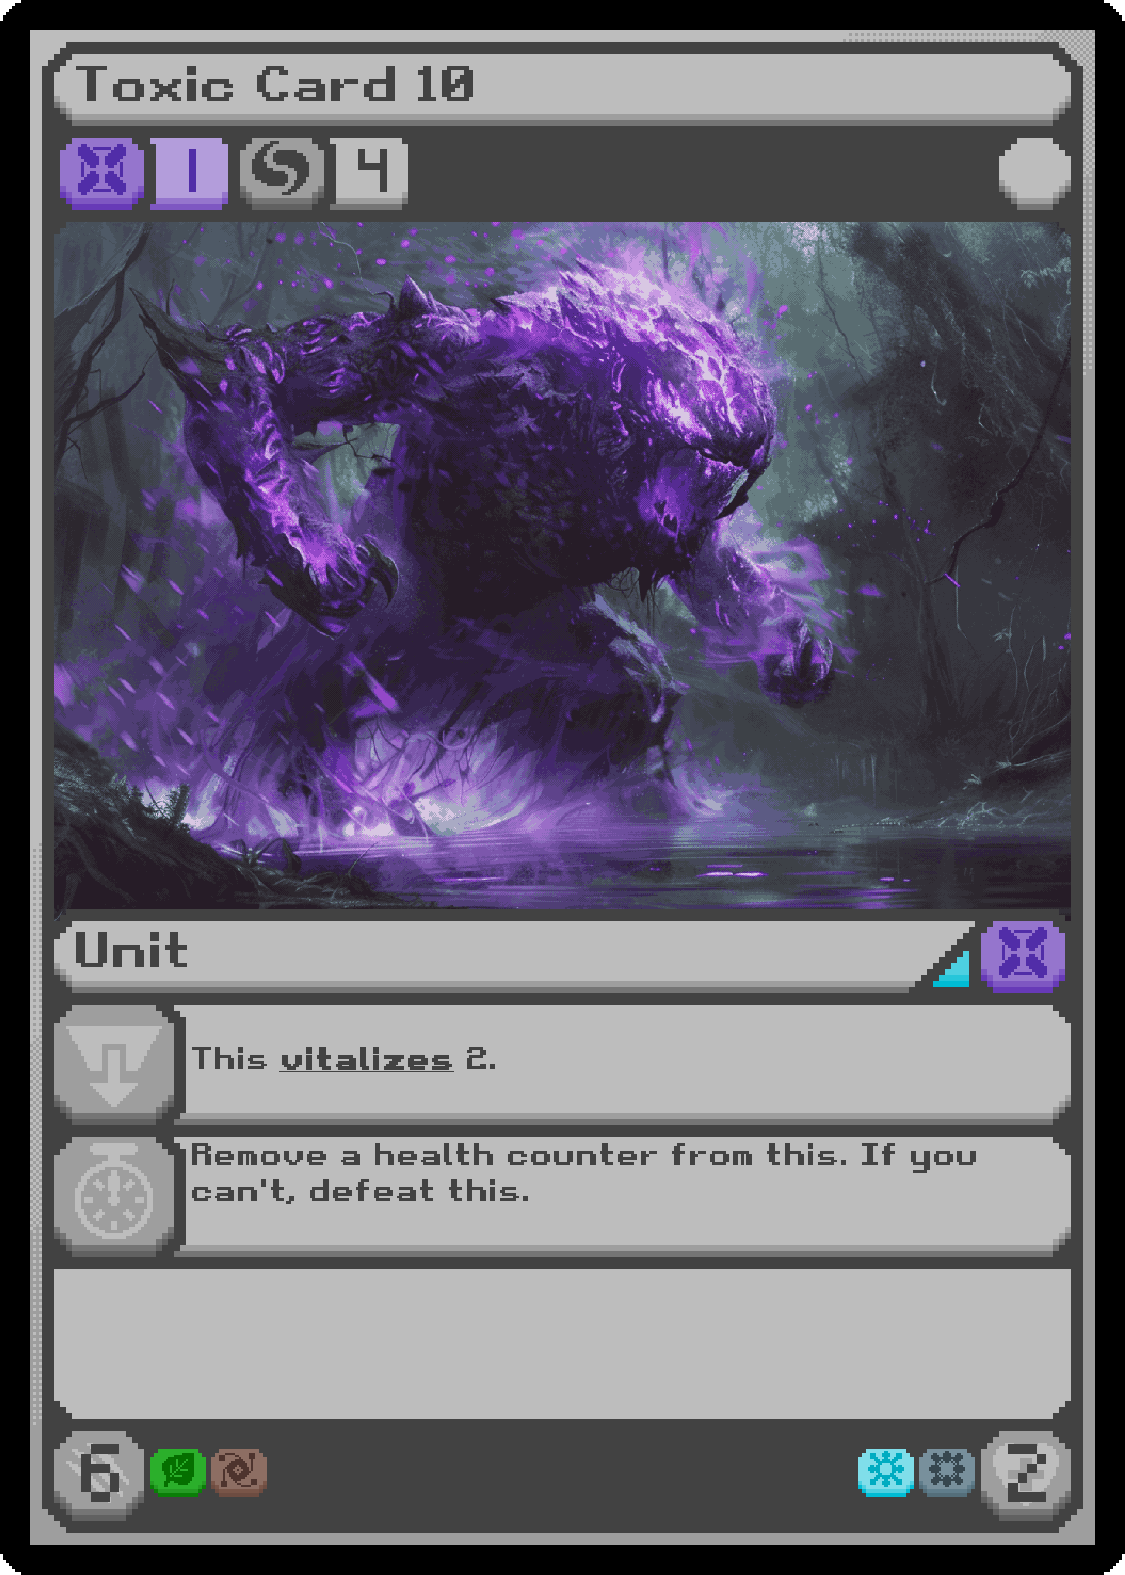 Toxic Card 10
1 4
Unit
This vitalizes 2.
Remove a health counter from this. If you
can't, defeat this.
6 2